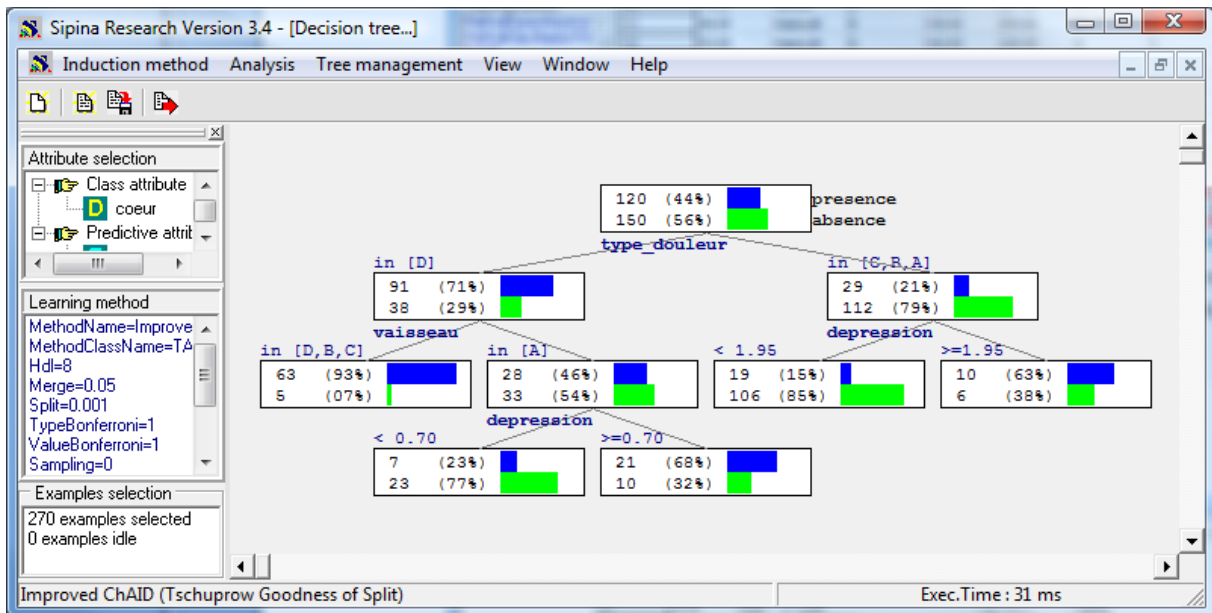 Sipina Research Version 3.4 - [Decision tree...]
Induction method Analysis Tree management View Window Help
Attribute selection
Class attribute
D coeur
Predictive attrit
Learning method
MethodName=Improve
MethodClassName=TA
Hdl=8
Merge=0.05
Split=0.001
TypeBonferroni=1
ValueBonferroni=1
Sampling=0
Examples selection
270 examples selected
0 examples idle
120 (44%) presence
150 (56%) absence
type_douleur
in [D]
91 (71%)
38 (29%)
vaisseau
in [C,B,A]
29 (21%)
112 (79%)
depression
in [D,B,C]
63 (93%)
5 (07%)
in [A]
28 (46%)
33 (54%)
depression
< 1.95
19 (15%)
106 (85%)
>=1.95
10 (63%)
6 (38%)
< 0.70
7 (23%)
23 (77%)
>=0.70
21 (68%)
10 (32%)
Improved ChAID (Tschuprow Goodness of Split)
Exec.Time : 31 ms